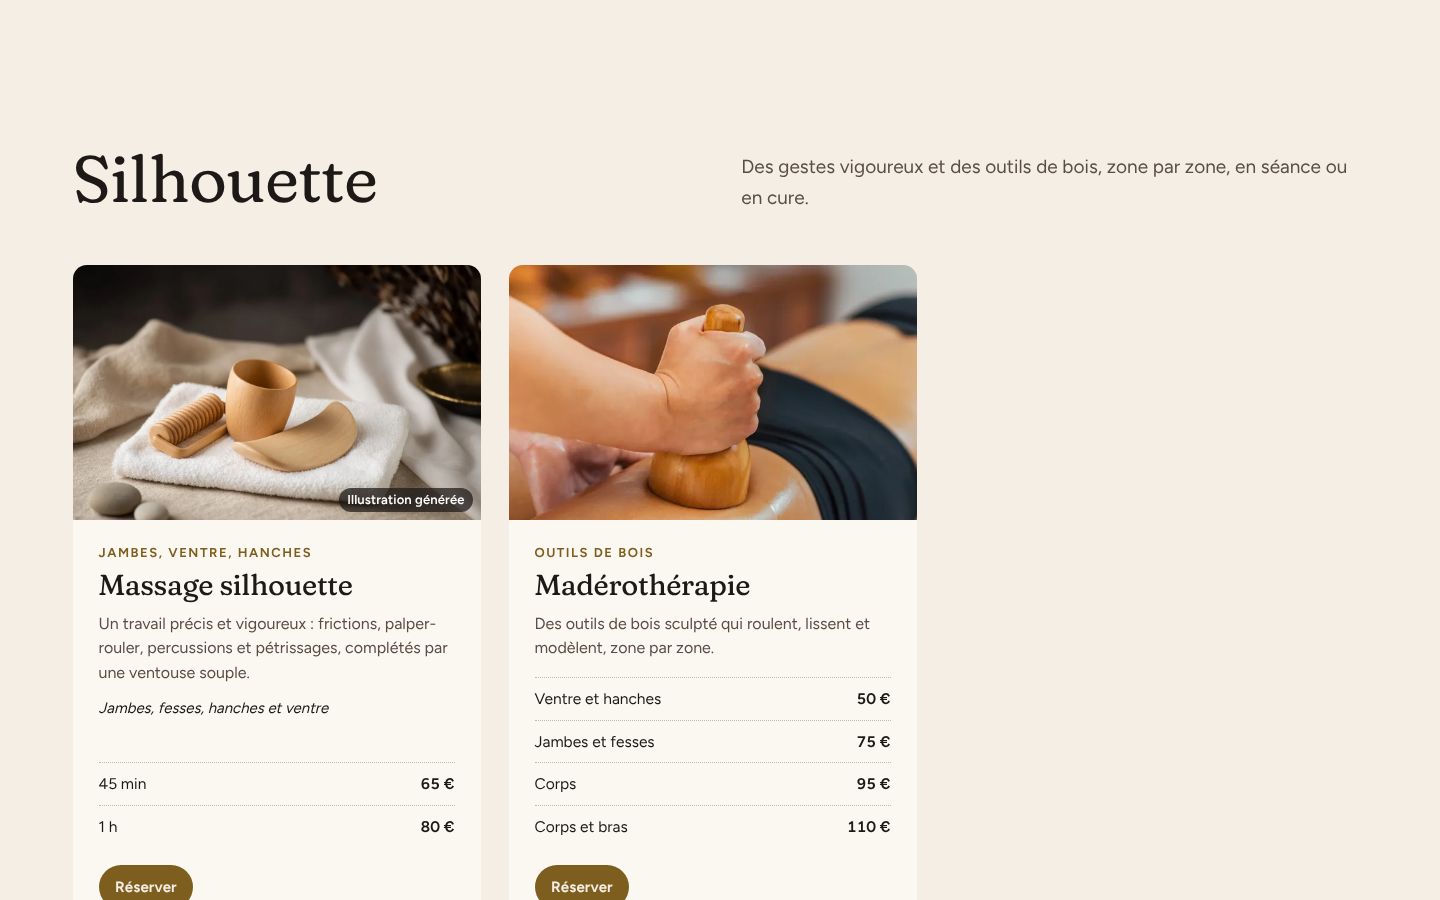 Silhouette
Des gestes vigoureux et des outils de bois, zone par zone, en séance ou
en cure.
Illustration générée
JAMBES, VENTRE, HANCHES
Massage silhouette
Un travail précis et vigoureux : frictions, palper-
rouler, percussions et pétrissages, complétés par
une ventouse souple.
Jambes, fesses, hanches et ventre
45 min 65 €
1 h 80 €
Réserver
OUTILS DE BOIS
Madérothérapie
Des outils de bois sculpté qui roulent, lissent et
modèlent, zone par zone.
Ventre et hanches 50 €
Jambes et fesses 75 €
Corps 95 €
Corps et bras 110 €
Réserver